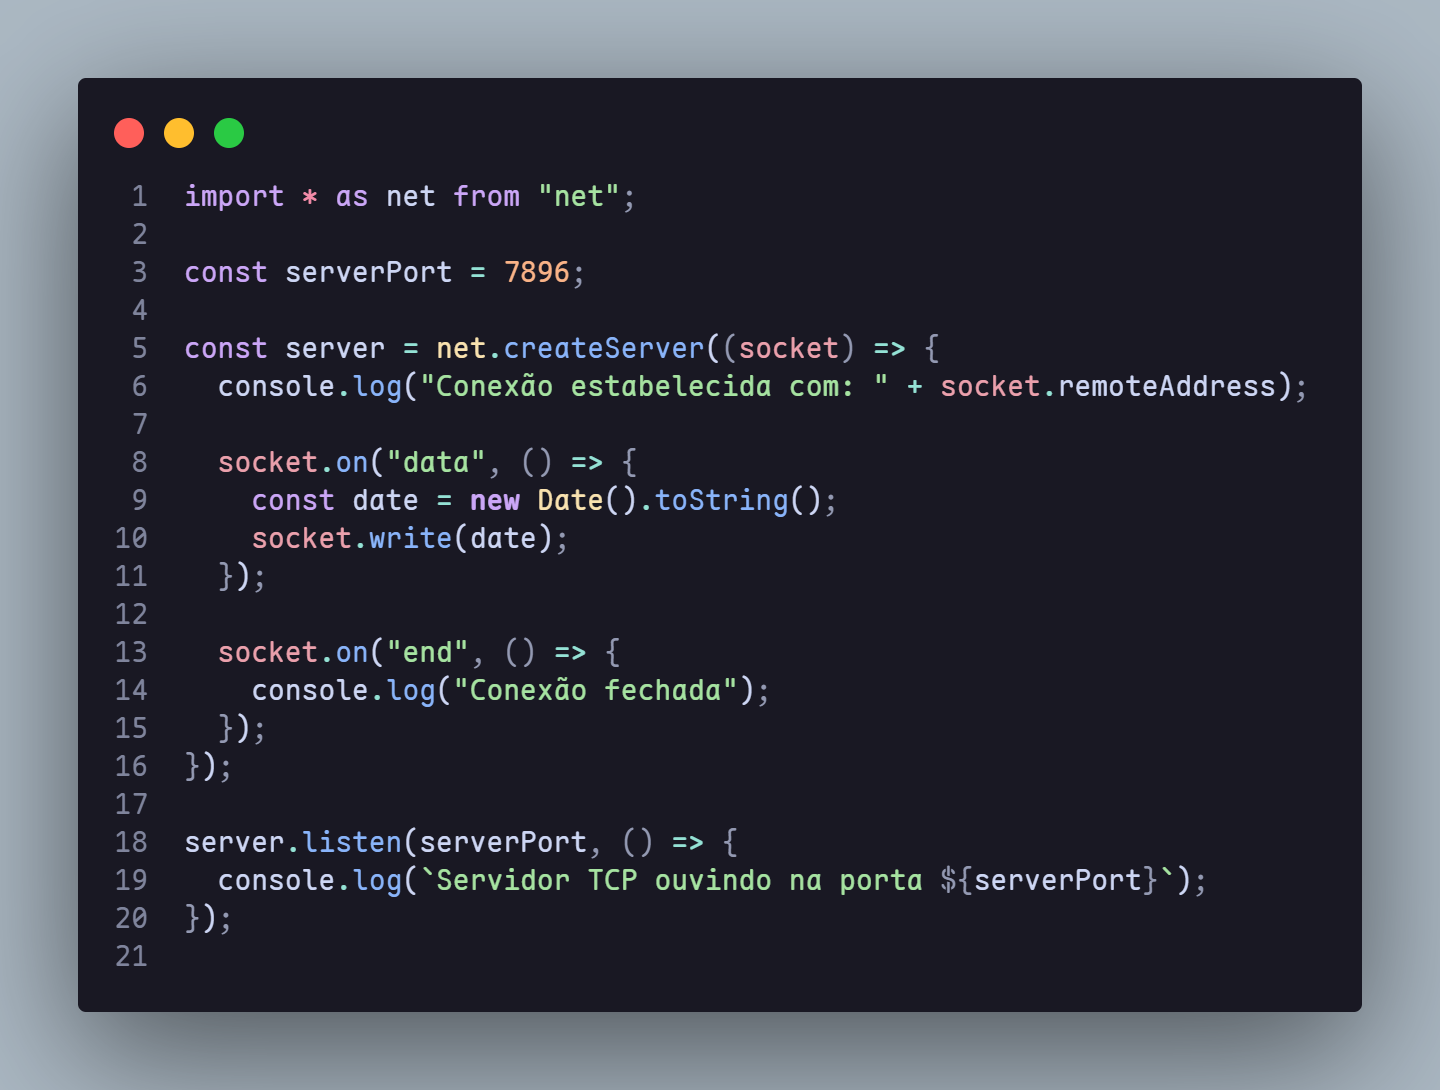 1 import * as net from "net";
2
3 const serverPort = 7896;
4
5 const server = net.createServer((socket) => {
6   console.log("Conexão estabelecida com: " + socket.remoteAddress);
7
8   socket.on("data", () => {
9     const date = new Date().toString();
10     socket.write(date);
11   });
12
13   socket.on("end", () => {
14     console.log("Conexão fechada");
15   });
16 });
17
18 server.listen(serverPort, () => {
19   console.log(`Servidor TCP ouvindo na porta ${serverPort}`);
20 });
21